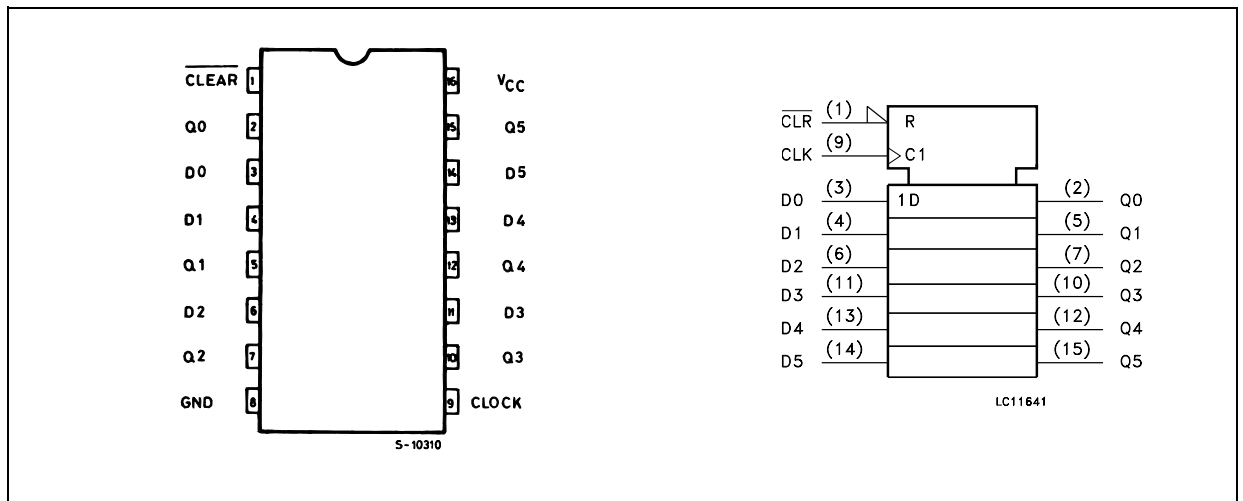 CLEAR 1 16 VCC
Q0 2 15 Q5
D0 3 14 D5
D1 4 13 D4
Q1 5 12 Q4
D2 6 11 D3
Q2 7 10 Q3
GND 8 9 CLOCK
S-10310
CLR (1) R
CLK (9) C1
D0 (3) 1D (2) Q0
D1 (4) (5) Q1
D2 (6) (7) Q2
D3 (11) (10) Q3
D4 (13) (12) Q4
D5 (14) (15) Q5
LC11641